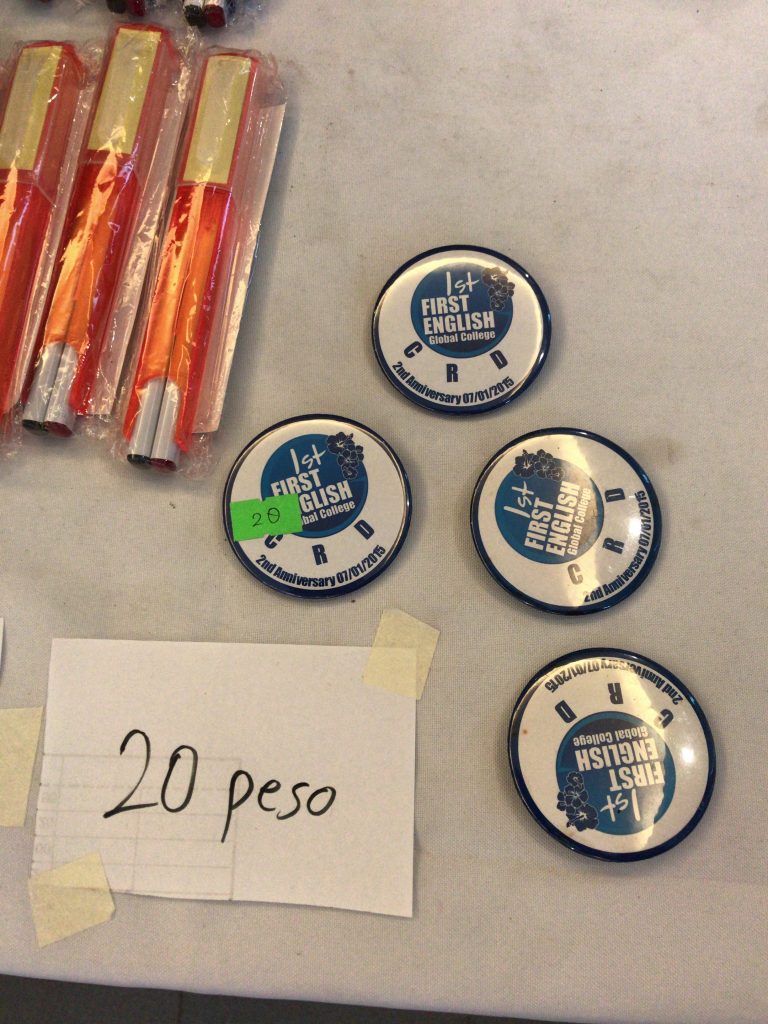 1st
FIRST
ENGLISH
Global College
C R D
2nd Anniversary 07/01/2015
1st
FIRST
ENGLISH
bal College
20
C R D
2nd Anniversary 07/01/2015
1st
FIRST
ENGLISH
Global College
C R D
2nd Anniversary 07/01/2015
1st
FIRST
ENGLISH
Global College
C R D
2nd Anniversary 07/01/2015
20 peso